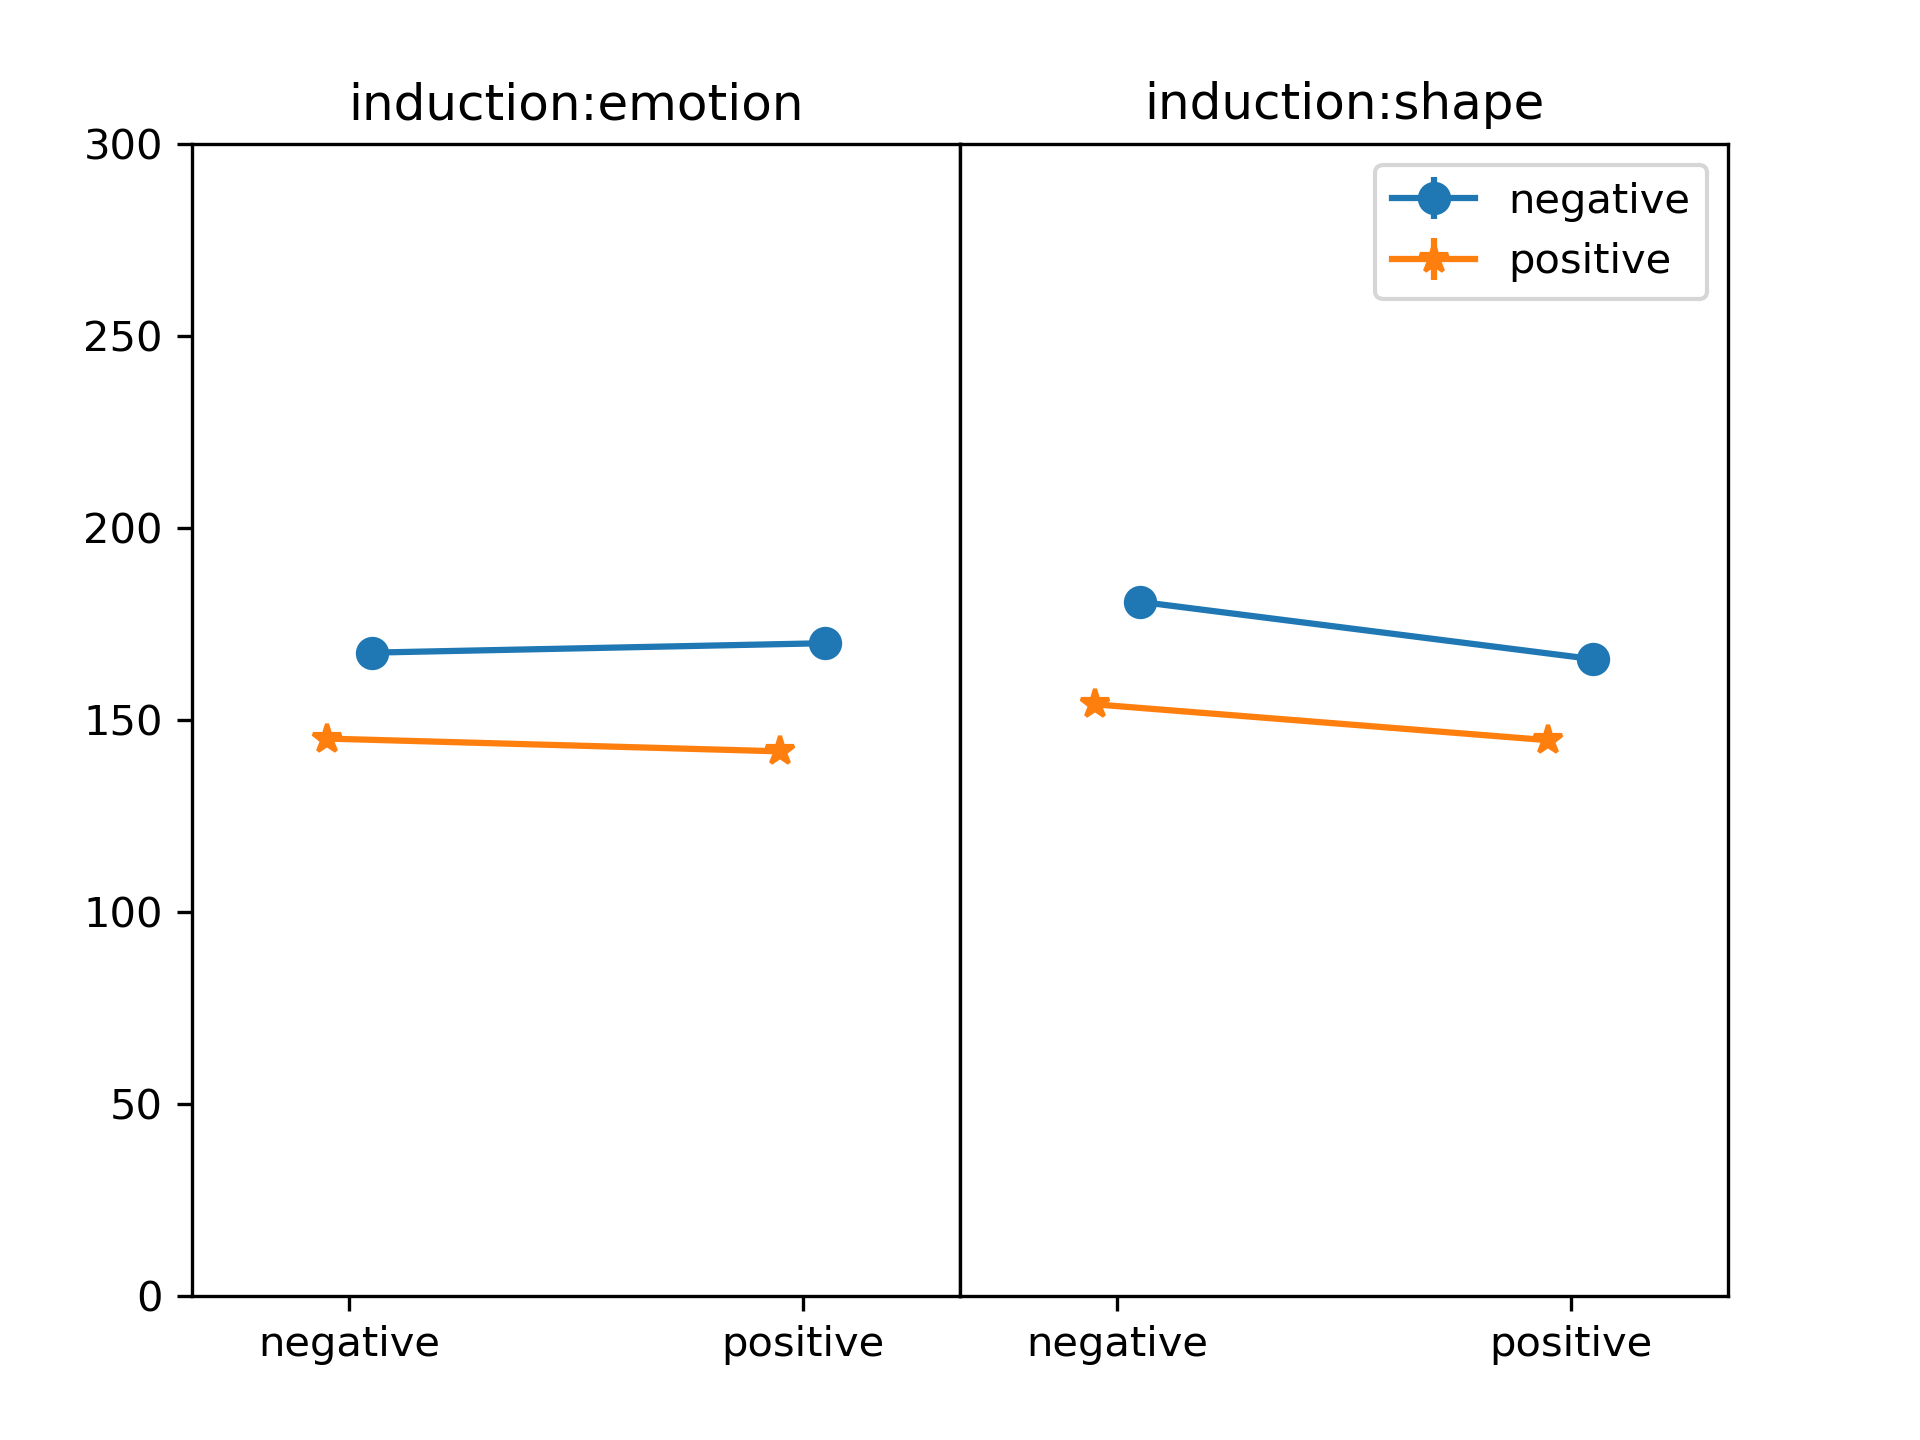 induction:emotion
induction:shape
300
250
200
150
100
50
0
negative
positive
negative
positive
negative
positive